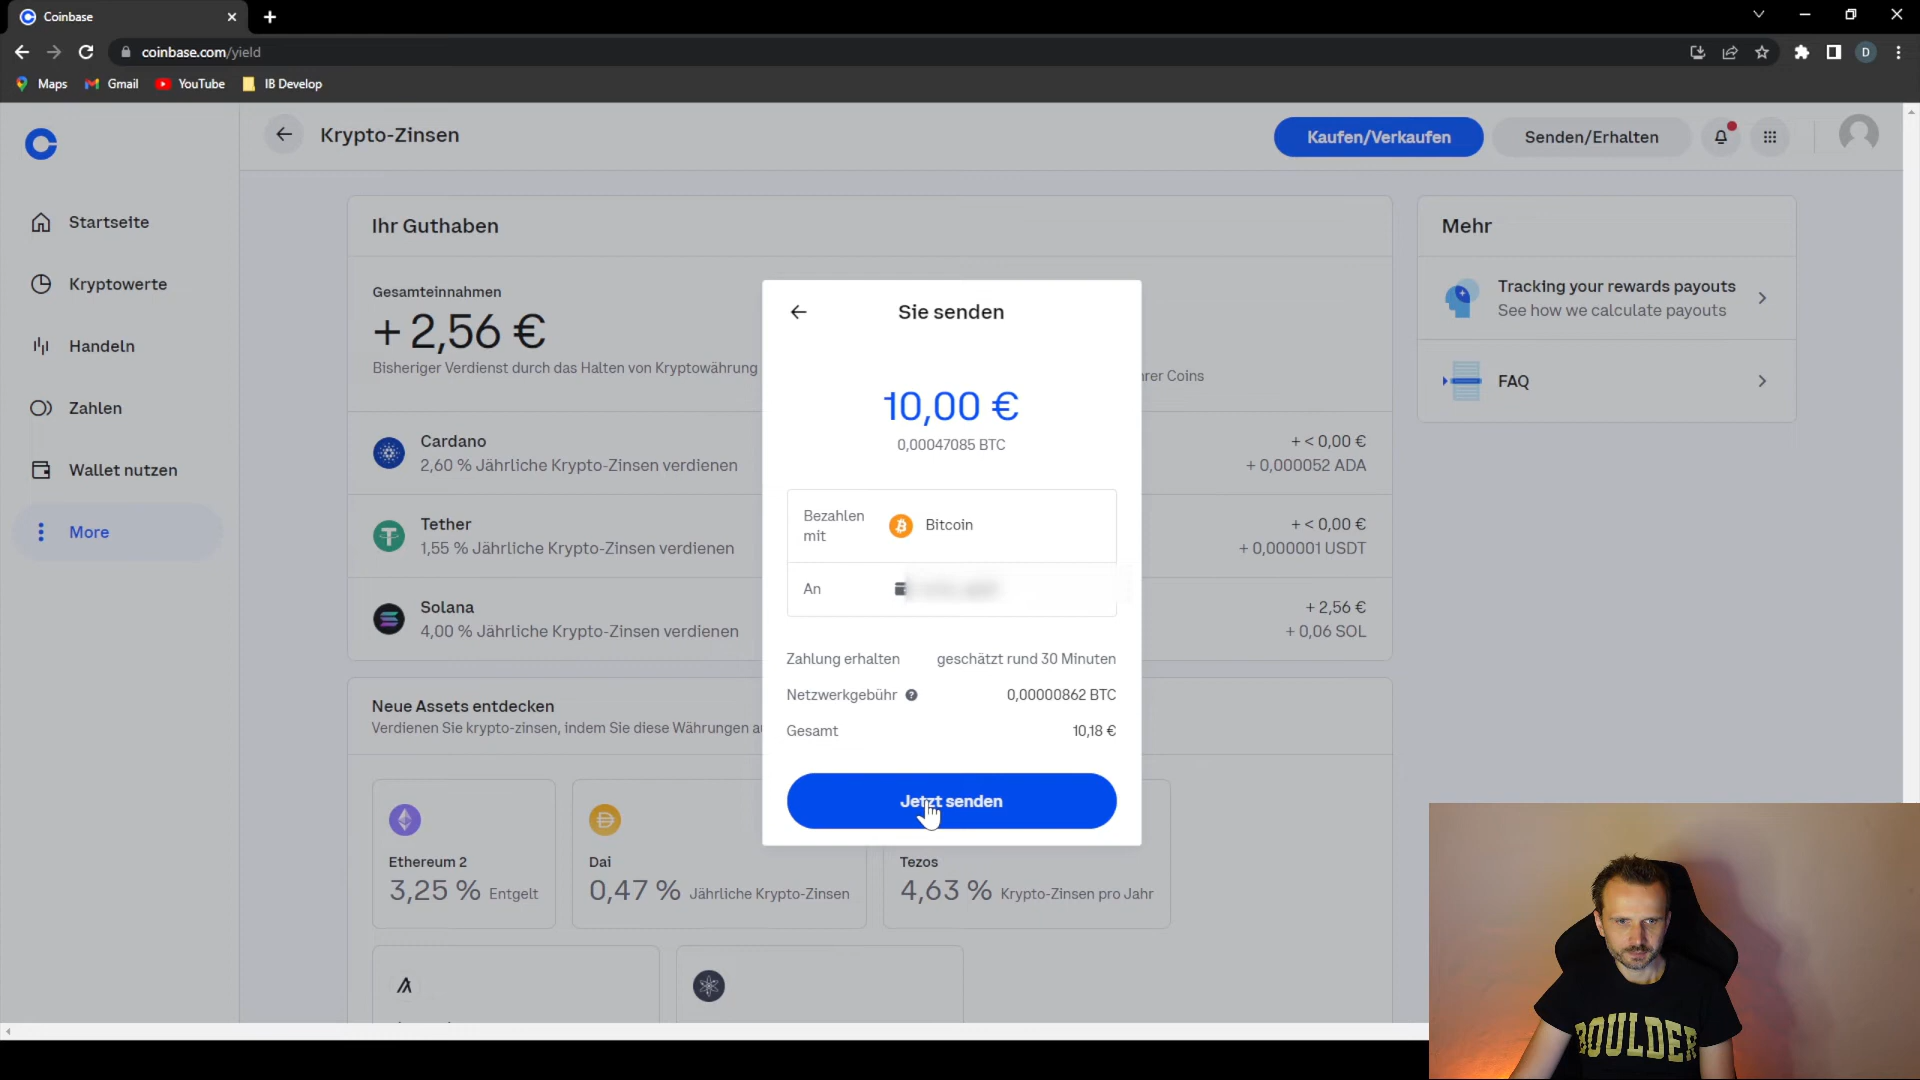 Coinbase
coinbase.com/yield
Maps
Gmail
YouTube
IB Develop
Krypto-Zinsen
Kaufen/Verkaufen
Senden/Erhalten
D
Startseite
Kryptowerte
Handeln
Zahlen
Wallet nutzen
More
Ihr Guthaben
Gesamteinnahmen
+ 2,56 €
Bisheriger Verdienst durch das Halten von Kryptowährung
hrer Coins
Cardano
2,60 % Jährliche Krypto-Zinsen verdienen
+ < 0,00 €
+ 0,000052 ADA
Tether
1,55 % Jährliche Krypto-Zinsen verdienen
+ < 0,00 €
+ 0,000001 USDT
Solana
4,00 % Jährliche Krypto-Zinsen verdienen
+ 2,56 €
+ 0,06 SOL
Neue Assets entdecken
Verdienen Sie krypto-zinsen, indem Sie diese Währungen
Ethereum 2
3,25 % Entgelt
Dai
0,47 % Jährliche Krypto-Zinsen
Tezos
4,63 % Krypto-Zinsen pro Jahr
Sie senden
10,00 €
0,00047085 BTC
Bezahlen
mit
Bitcoin
An
Zahlung erhalten geschätzt rund 30 Minuten
Netzwerkgebühr 0,00000862 BTC
Gesamt 10,18 €
Jetzt senden
Mehr
Tracking your rewards payouts
See how we calculate payouts
FAQ
BOULDER